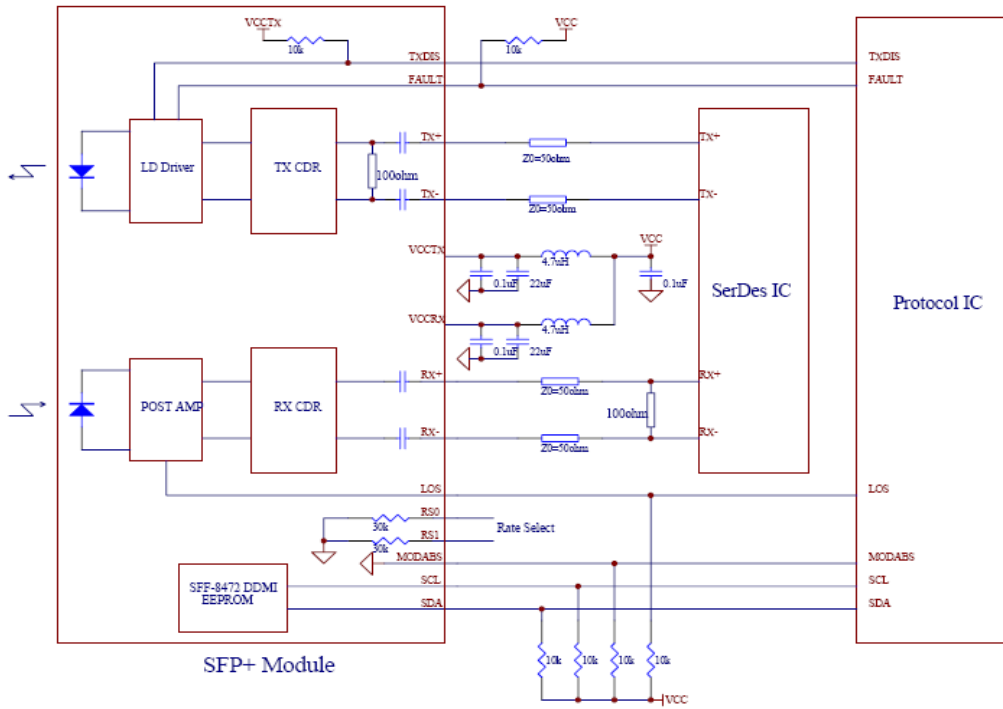 VCCTx
10k
VCC
10k
TXDIS
TXDIS
FAULT
FAULT
LD Driver
TX CDR
100ohm
Tx+
Tx-
Z0=50ohm
Z0=50ohm
Tx+
Tx-
VCCTx
4.7uH
VCC
0.1uF
22uF
0.1uF
SerDes IC
Protocol IC
VCCRx
4.7uH
0.1uF
22uF
POST AMP
RX CDR
Rx+
Rx-
Z0=50ohm
Z0=50ohm
100ohm
Rx+
Rx-
LOS
LOS
RS0
30k
Rate Select
RS1
30k
MODABS
MODABS
SCL
SCL
SDA
SDA
SFF-8472 DDMI
EEPROM
SFP+ Module
10k
10k
10k
10k
VCC